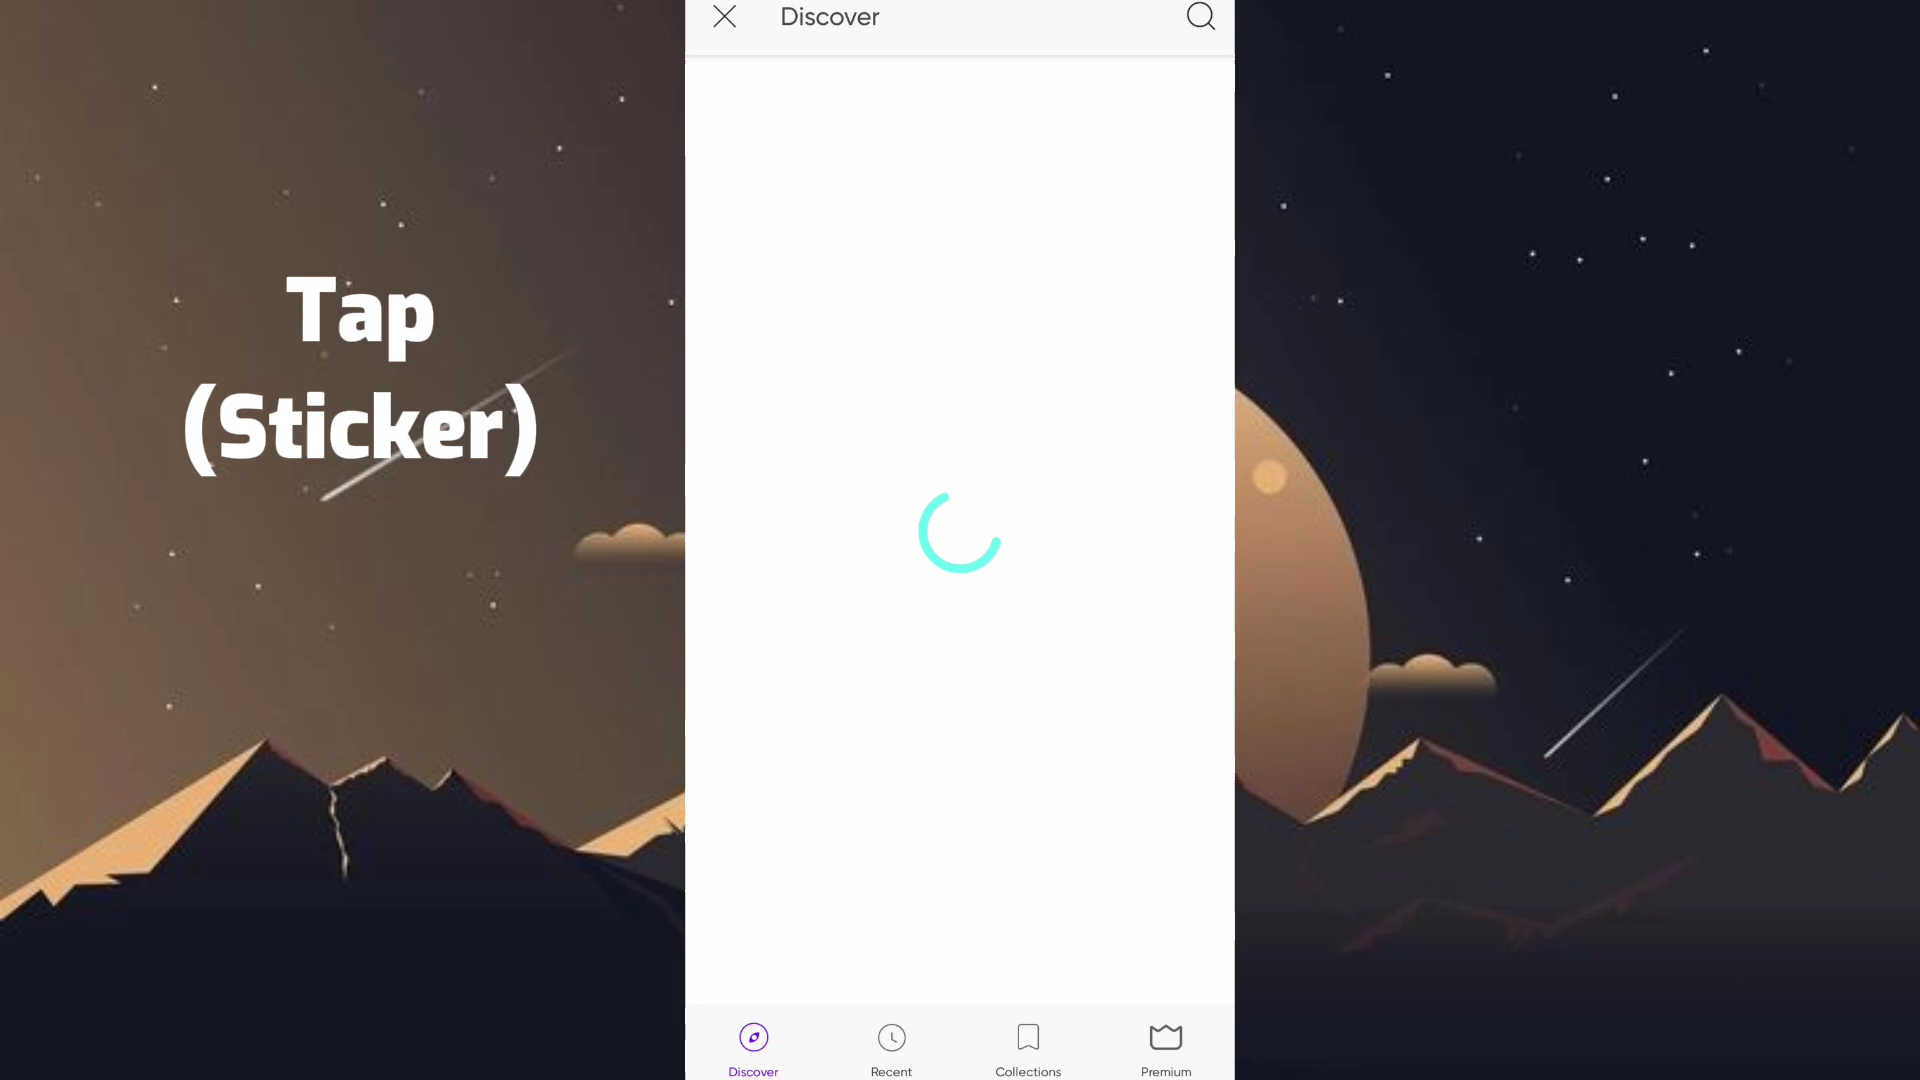 Discover
Tap
(Sticker)
Discover
Recent
Collections
Premium